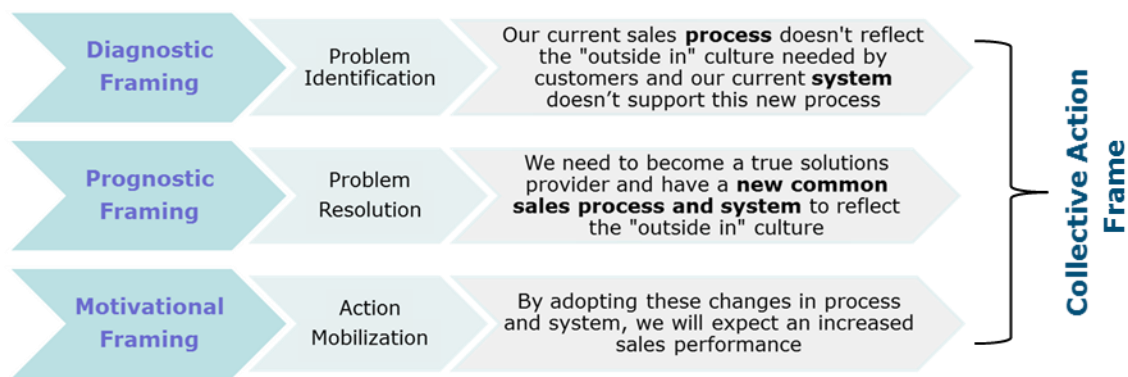 Diagnostic
Framing
Problem
Identification
Our current sales process doesn't reflect
the "outside in" culture needed by
customers and our current system
doesn’t support this new process
Prognostic
Framing
Problem
Resolution
We need to become a true solutions
provider and have a new common
sales process and system to reflect
the "outside in" culture
Motivational
Framing
Action
Mobilization
By adopting these changes in process
and system, we will expect an increased
sales performance
Collective Action
Frame